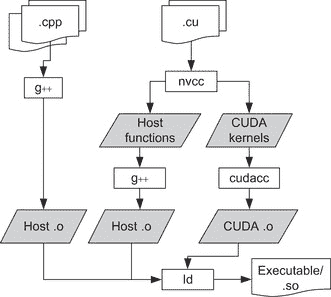 .cpp
.cu
g++
nvcc
Host
functions
CUDA
kernels
g++
cudacc
Host .o
Host .o
CUDA .o
ld
Executable/
.so